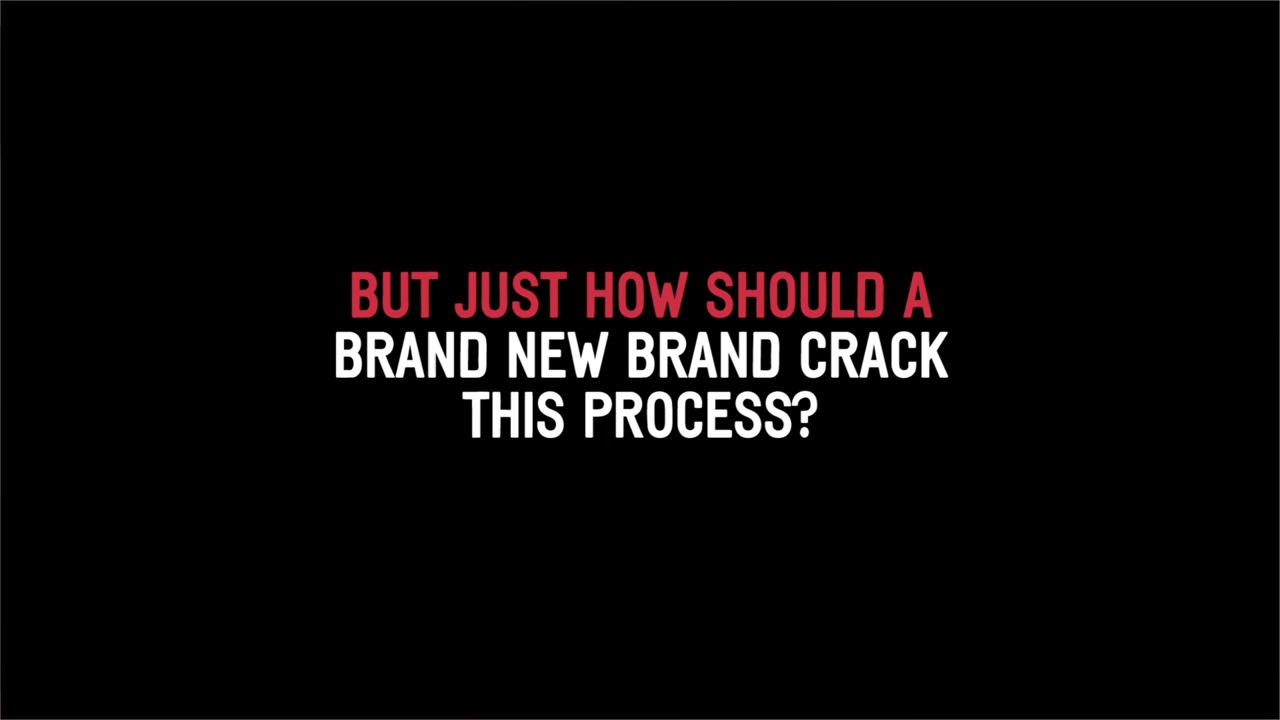 BUT JUST HOW SHOULD A
BRAND NEW BRAND CRACK
THIS PROCESS?